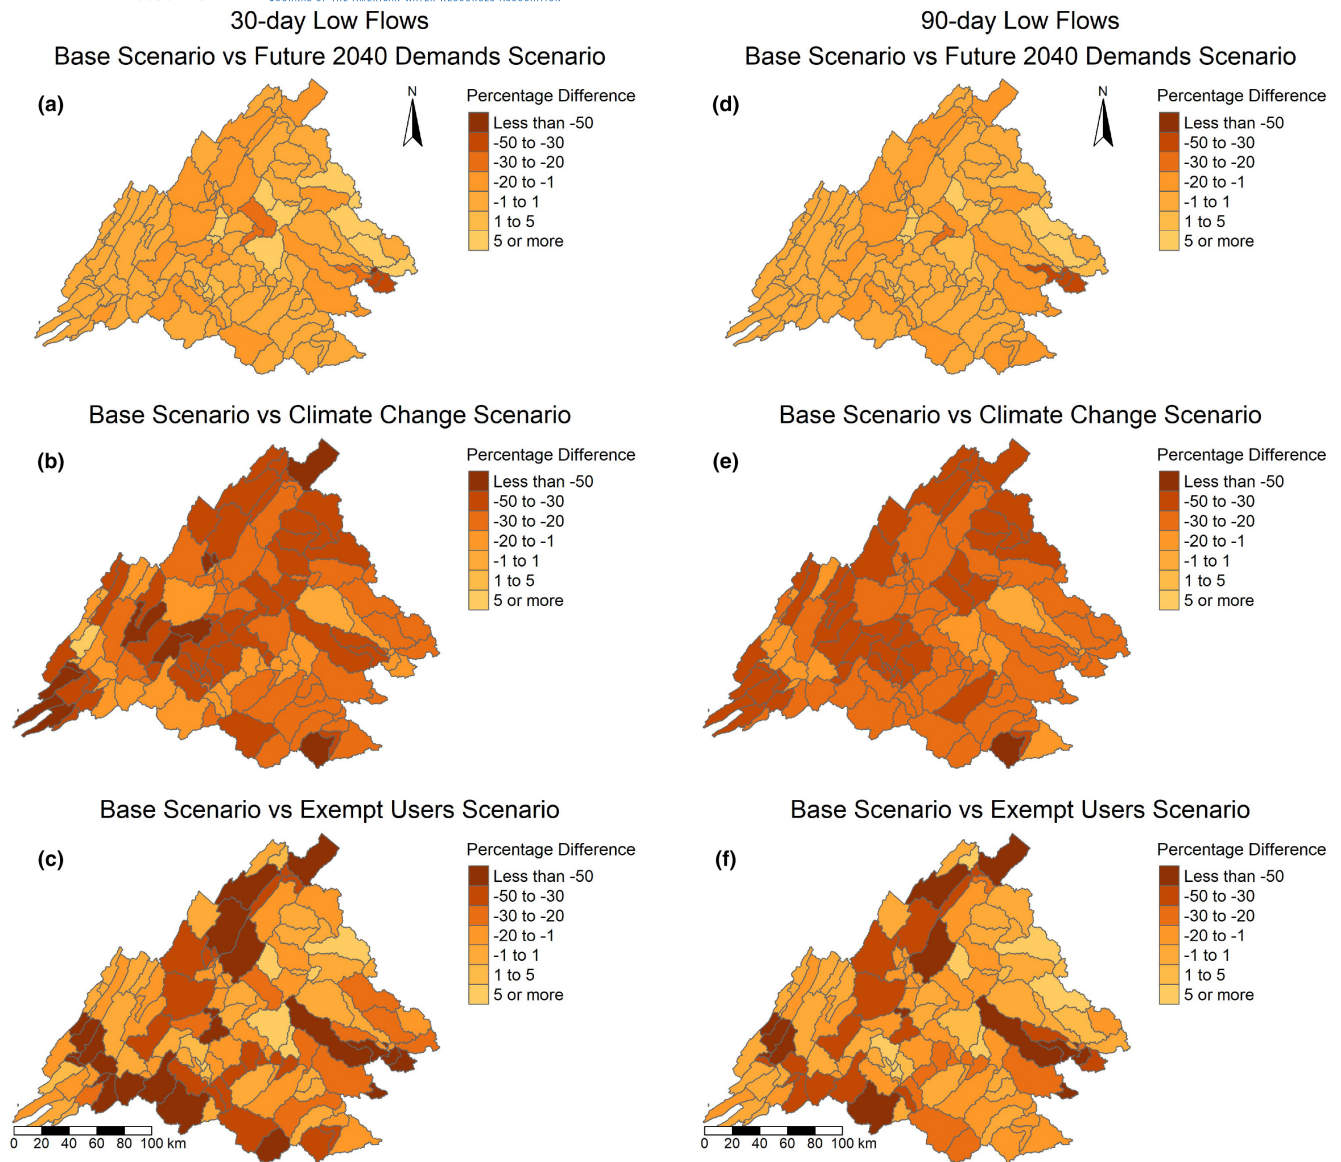 30-day Low Flows
Base Scenario vs Future 2040 Demands Scenario
(a)
N
Percentage Difference
Less than -50
-50 to -30
-30 to -20
-20 to -1
-1 to 1
1 to 5
5 or more
90-day Low Flows
Base Scenario vs Future 2040 Demands Scenario
(d)
N
Percentage Difference
Less than -50
-50 to -30
-30 to -20
-20 to -1
-1 to 1
1 to 5
5 or more
Base Scenario vs Climate Change Scenario
(b)
Percentage Difference
Less than -50
-50 to -30
-30 to -20
-20 to -1
-1 to 1
1 to 5
5 or more
Base Scenario vs Climate Change Scenario
(e)
Percentage Difference
Less than -50
-50 to -30
-30 to -20
-20 to -1
-1 to 1
1 to 5
5 or more
Base Scenario vs Exempt Users Scenario
(c)
Percentage Difference
Less than -50
-50 to -30
-30 to -20
-20 to -1
-1 to 1
1 to 5
5 or more
0 20 40 60 80 100 km
Base Scenario vs Exempt Users Scenario
(f)
Percentage Difference
Less than -50
-50 to -30
-30 to -20
-20 to -1
-1 to 1
1 to 5
5 or more
0 20 40 60 80 100 km